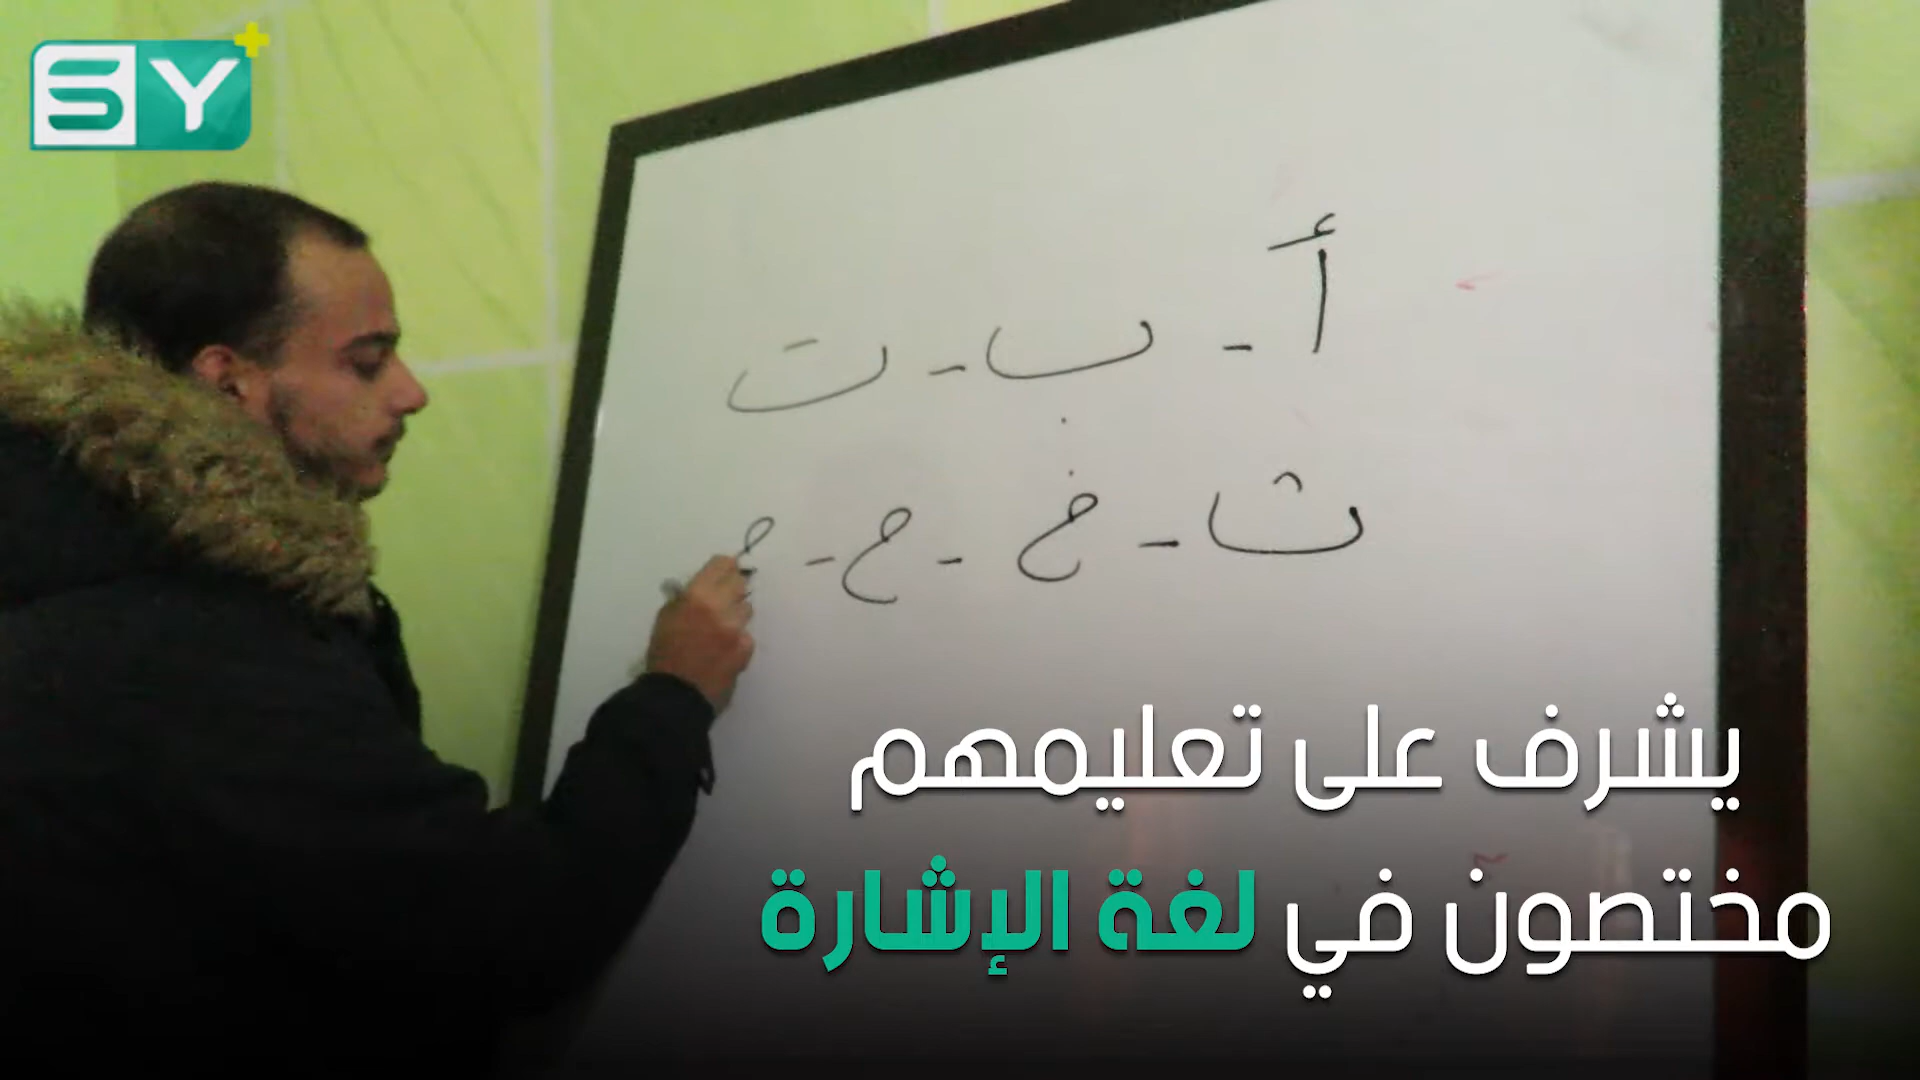 SY+
أ - ب - ت
ث - خ - ح - ج
يشرف على تعليمهم
مختصون في لغة الإشارة